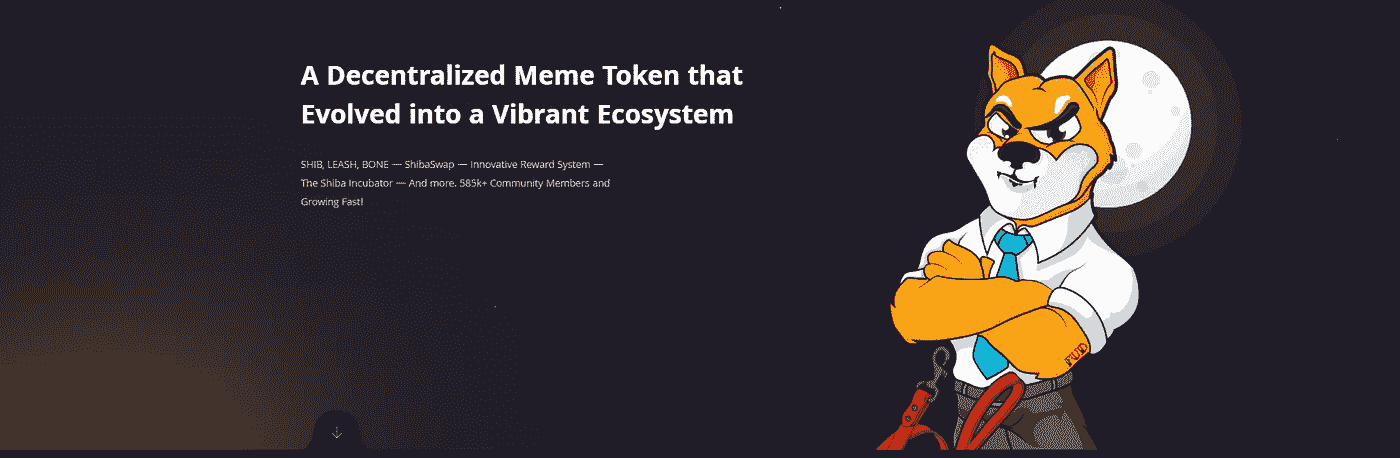 A Decentralized Meme Token that
Evolved into a Vibrant Ecosystem
SHIB, LEASH, BONE — ShibaSwap — Innovative Reward System —
The Shiba Incubator — And more. 585k+ Community Members and
Growing Fast!
FUD